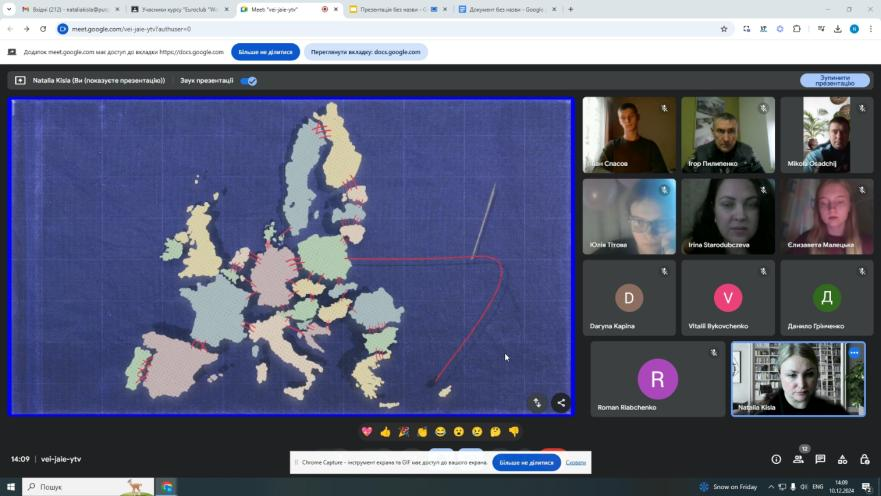 Вхідні (212) - nataliakisla@pu
Учасники курсу "Euroclub "Wo
Meet: "vei-jaie-ytv"
Презентація без назви - G
Документ без назви - Google
meet.google.com/vei-jaie-ytv?authuser=0
Додаток meet.google.com має доступ до вкладки https://docs.google.com
Більше не ділитися
Переглянути вкладку: docs.google.com
Natalia Kisla (Ви (показуєте презентацію))
Звук презентації
Зупинити
презентацію
Спасов
Ігор Пилипенко
Mikola Osadchij
Юлія Тітова
Irina Starodubczeva
Єлизавета Малецька
D
Daryna Kapina
V
Vitalii Bykovchenko
Д
Данило Грінченко
R
Roman Riabchenko
Natalia Kisla
14:09 | vei-jaie-ytv
12
Chrome Capture - інструмент екрана та GIF має доступ до вашого екрана.
Більше не ділитися
Сховати
Пошук
Snow on Friday
ENG
14:09
10.12.2024